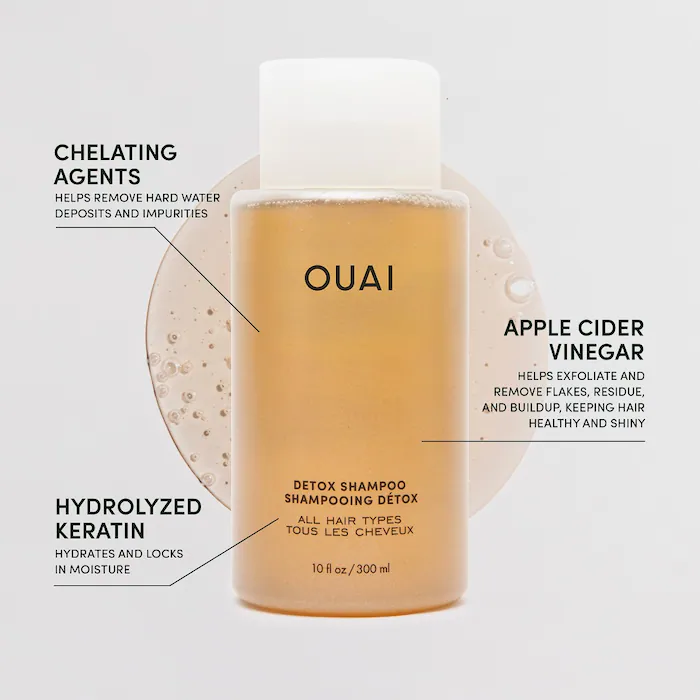 CHELATING
AGENTS
HELPS REMOVE HARD WATER
DEPOSITS AND IMPURITIES
OUAI
APPLE CIDER
VINEGAR
HELPS EXFOLIATE AND
REMOVE FLAKES, RESIDUE,
AND BUILDUP, KEEPING HAIR
HEALTHY AND SHINY
DETOX SHAMPOO
SHAMPOOING DÉTOX
ALL HAIR TYPES
TOUS LES CHEVEUX
10 fl oz / 300 ml
HYDROLYZED
KERATIN
HYDRATES AND LOCKS
IN MOISTURE